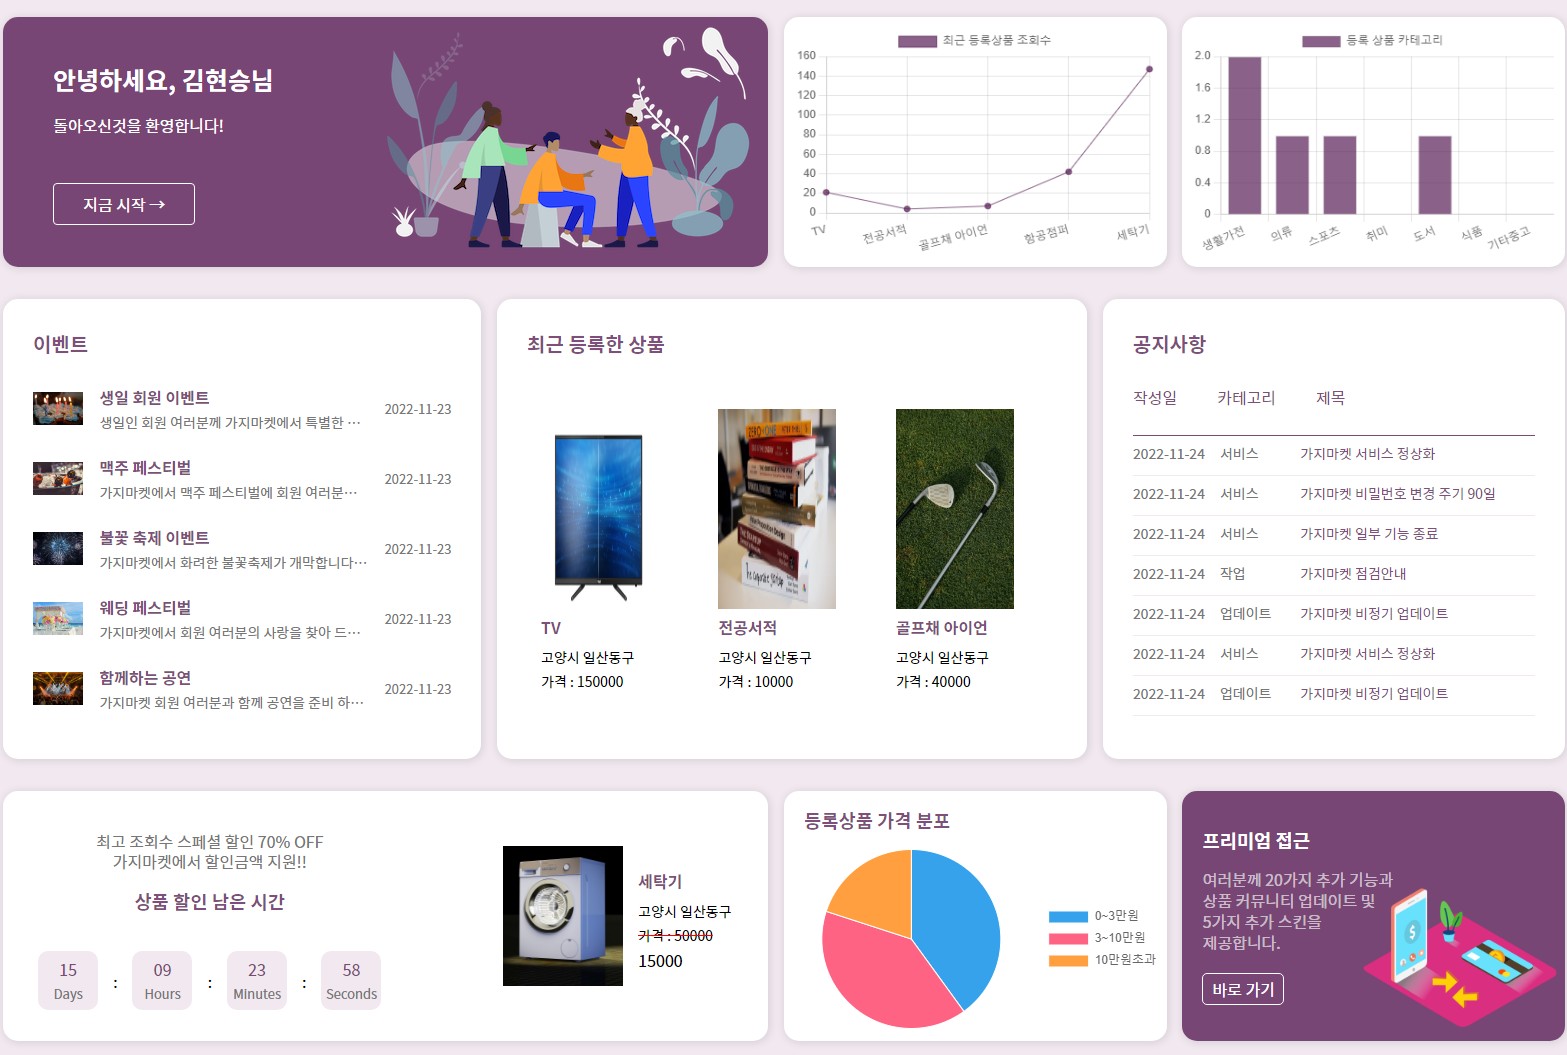 안녕하세요, 김현승님
돌아오신것을 환영합니다!
지금 시작 →
최근 등록상품 조회수
160
140
120
100
80
60
40
20
0
TV
전공서적
골프채 아이언
항공점퍼
세탁기
등록 상품 카테고리
2.0
1.6
1.2
0.8
0.4
0
생활가전
의류
스포츠
취미
도서
식품
기타중고
이벤트
생일 회원 이벤트
생일인 회원 여러분께 가지마켓에서 특별한 ⋯
2022-11-23
맥주 페스티벌
가지마켓에서 맥주 페스티벌에 회원 여러분⋯
2022-11-23
불꽃 축제 이벤트
가지마켓에서 화려한 불꽃축제가 개막합니다⋯
2022-11-23
웨딩 페스티벌
가지마켓에서 회원 여러분의 사랑을 찾아 드⋯
2022-11-23
함께하는 공연
가지마켓 회원 여러분과 함께 공연을 준비 하⋯
2022-11-23
최근 등록한 상품
TV
고양시 일산동구
가격 : 150000
전공서적
고양시 일산동구
가격 : 10000
골프채 아이언
고양시 일산동구
가격 : 40000
공지사항
작성일 카테고리 제목
2022-11-24 서비스 가지마켓 서비스 정상화
2022-11-24 서비스 가지마켓 비밀번호 변경 주기 90일
2022-11-24 서비스 가지마켓 일부 기능 종료
2022-11-24 작업 가지마켓 점검안내
2022-11-24 업데이트 가지마켓 비정기 업데이트
2022-11-24 서비스 가지마켓 서비스 정상화
2022-11-24 업데이트 가지마켓 비정기 업데이트
최고 조회수 스페셜 할인 70% OFF
가지마켓에서 할인금액 지원!!
상품 할인 남은 시간
15 : 09 : 23 : 58
Days Hours Minutes Seconds
세탁기
고양시 일산동구
가격 : 50000
15000
등록상품 가격 분포
0~3만원
3~10만원
10만원초과
프리미엄 접근
여러분께 20가지 추가 기능과
상품 커뮤니티 업데이트 및
5가지 추가 스킨을
제공합니다.
바로 가기